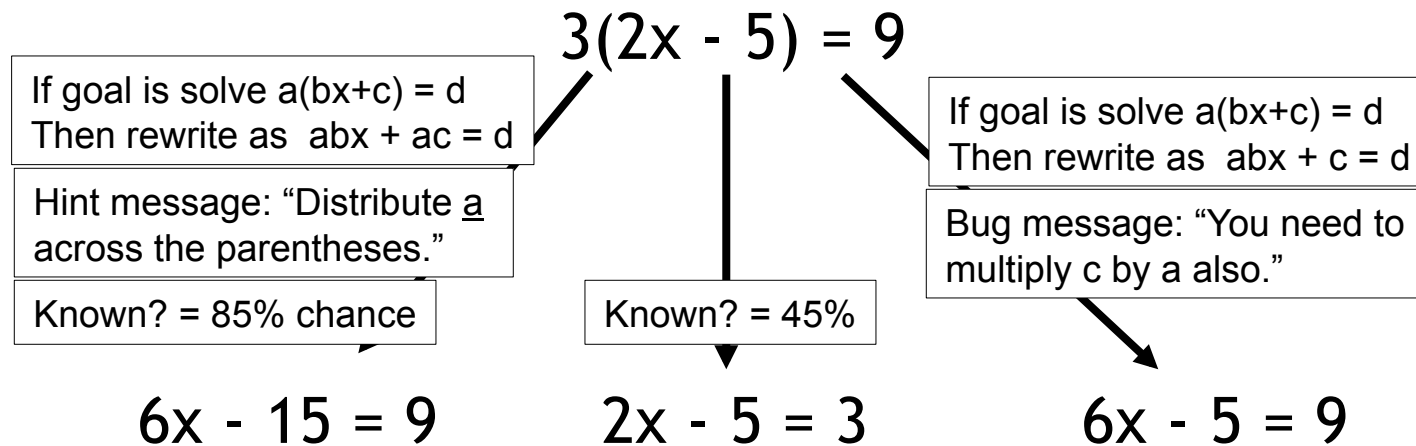 3(2x - 5) = 9
If goal is solve a(bx+c) = d
Then rewrite as abx + ac = d
Hint message: “Distribute a
across the parentheses.”
Known? = 85% chance
Known? = 45%
If goal is solve a(bx+c) = d
Then rewrite as abx + c = d
Bug message: “You need to
multiply c by a also.”
6x - 15 = 9
2x - 5 = 3
6x - 5 = 9